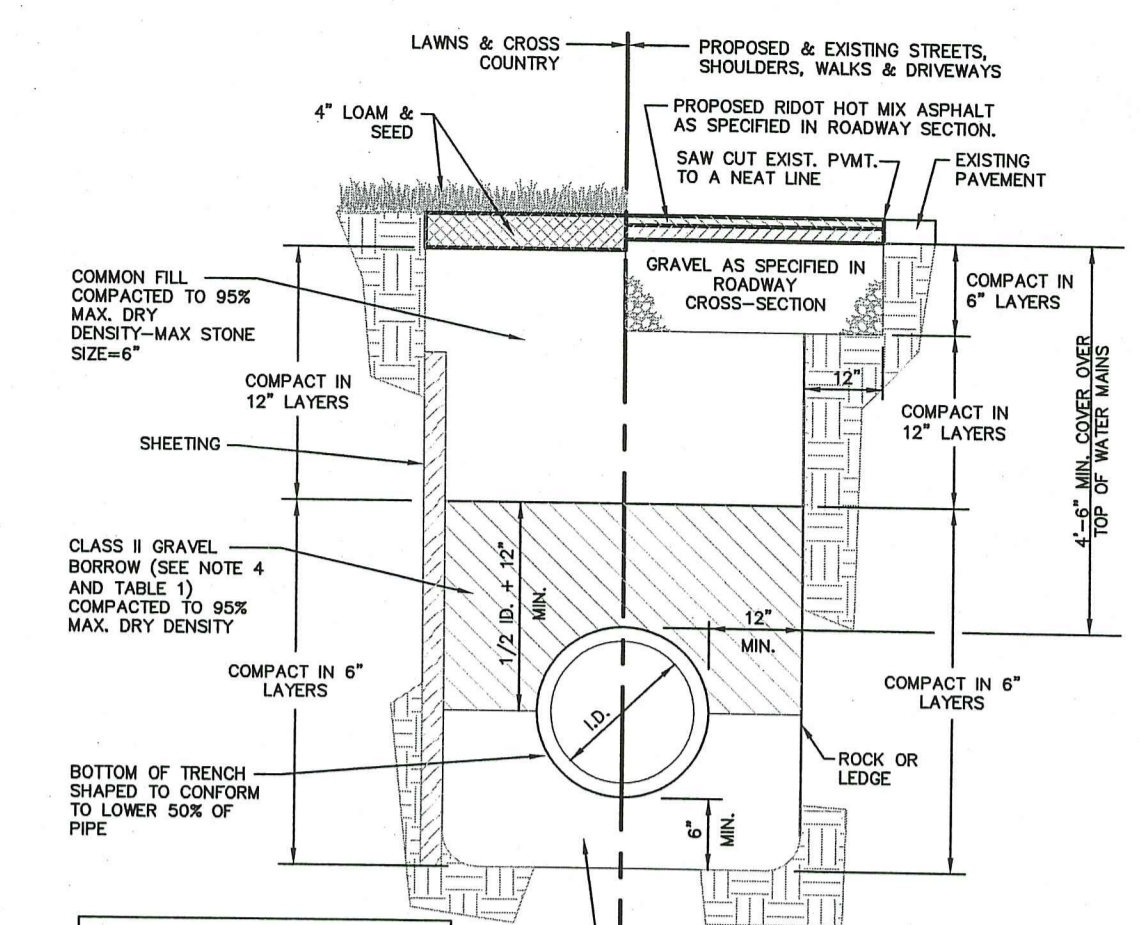 LAWNS & CROSS
COUNTRY
PROPOSED & EXISTING STREETS,
SHOULDERS, WALKS & DRIVEWAYS
4" LOAM &
SEED
PROPOSED RIDOT HOT MIX ASPHALT
AS SPECIFIED IN ROADWAY SECTION.
SAW CUT EXIST. PVMT.
TO A NEAT LINE
EXISTING
PAVEMENT
COMMON FILL
COMPACTED TO 95%
MAX. DRY
DENSITY-MAX STONE
SIZE=6"
GRAVEL AS SPECIFIED IN
ROADWAY
CROSS-SECTION
COMPACT IN
6" LAYERS
COMPACT IN
12" LAYERS
12"
COMPACT IN
12" LAYERS
4'-6" MIN. COVER OVER
TOP OF WATER MAINS
SHEETING
CLASS II GRAVEL
BORROW (SEE NOTE 4
AND TABLE 1)
COMPACTED TO 95%
MAX. DRY DENSITY
1/2 ID. + 12"
MIN.
12"
MIN.
COMPACT IN 6"
LAYERS
COMPACT IN 6"
LAYERS
I.D.
ROCK OR
LEDGE
BOTTOM OF TRENCH
SHAPED TO CONFORM
TO LOWER 50% OF
PIPE
6"
MIN.